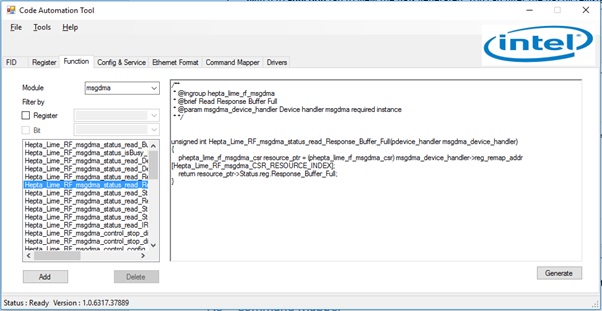 Code Automation Tool
File Tools Help
intel
FID Register Function Config & Service Ethernet Format Command Mapper Drivers
Module msgdma
Filter by
Register
Bit
Hepta_Lime_RF_msgdma_status_read_B
Hepta_Lime_RF_msgdma_status_isBusy
Hepta_Lime_RF_msgdma_status_read_De
Hepta_Lime_RF_msgdma_status_read_De
Hepta_Lime_RF_msgdma_status_read_Re
Hepta_Lime_RF_msgdma_status_read_Re
Hepta_Lime_RF_msgdma_status_read_St
Hepta_Lime_RF_msgdma_status_read_Re
Hepta_Lime_RF_msgdma_status_read_St
Hepta_Lime_RF_msgdma_status_read_IR
Hepta_Lime_RF_msgdma_control_stop_di
Hepta_Lime_RF_msgdma_control_stop_di
Hepta_Lime_RF_msgdma_control_config
/**
* @ingroup hepta_lime_rf_msgdma
* @brief Read Response Buffer Full
* @param msgdma_device_handler Device handler msgdma required instance
* **/
unsigned int Hepta_Lime_RF_msgdma_status_read_Response_Buffer_Full(pdevice_handler msgdma_device_handler)
{
phepta_lime_rf_msgdma_csr resource_ptr = (phepta_lime_rf_msgdma_csr) msgdma_device_handler->reg_remap_addr
[Hepta_Lime_RF_msgdma_CSR_RESOURCE_INDEX];
return resource_ptr->Status.reg.Response_Buffer_Full;
}
Add Delete
Generate
Status : Ready Version : 1.0.6317.37889